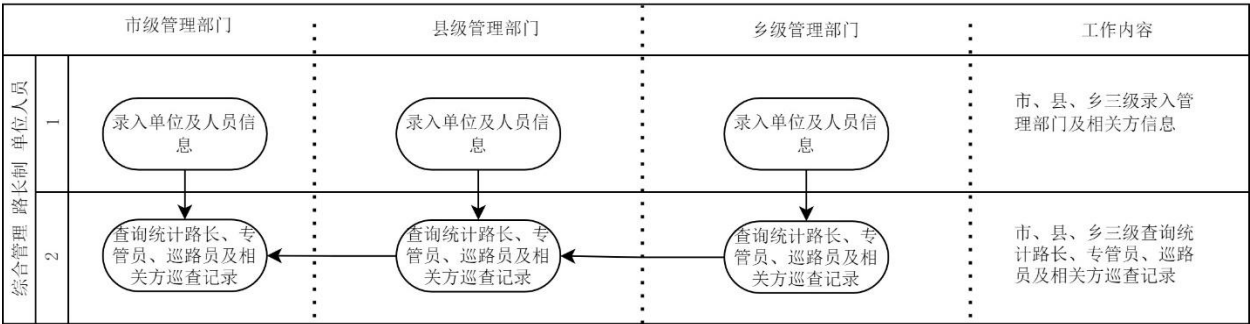 市级管理部门
县级管理部门
乡级管理部门
工作内容
综合管理 路长制 单位人员
1
录入单位及人员信
息
录入单位及人员信
息
录入单位及人员信
息
市、县、乡三级录入管
理部门及相关方信息
2
查询统计路长、专
管员、巡路员及相
关方巡查记录
查询统计路长、专
管员、巡路员及相
关方巡查记录
查询统计路长、专
管员、巡路员及相
关方巡查记录
市、县、乡三级查询统
计路长、专管员、巡路
员及相关方巡查记录